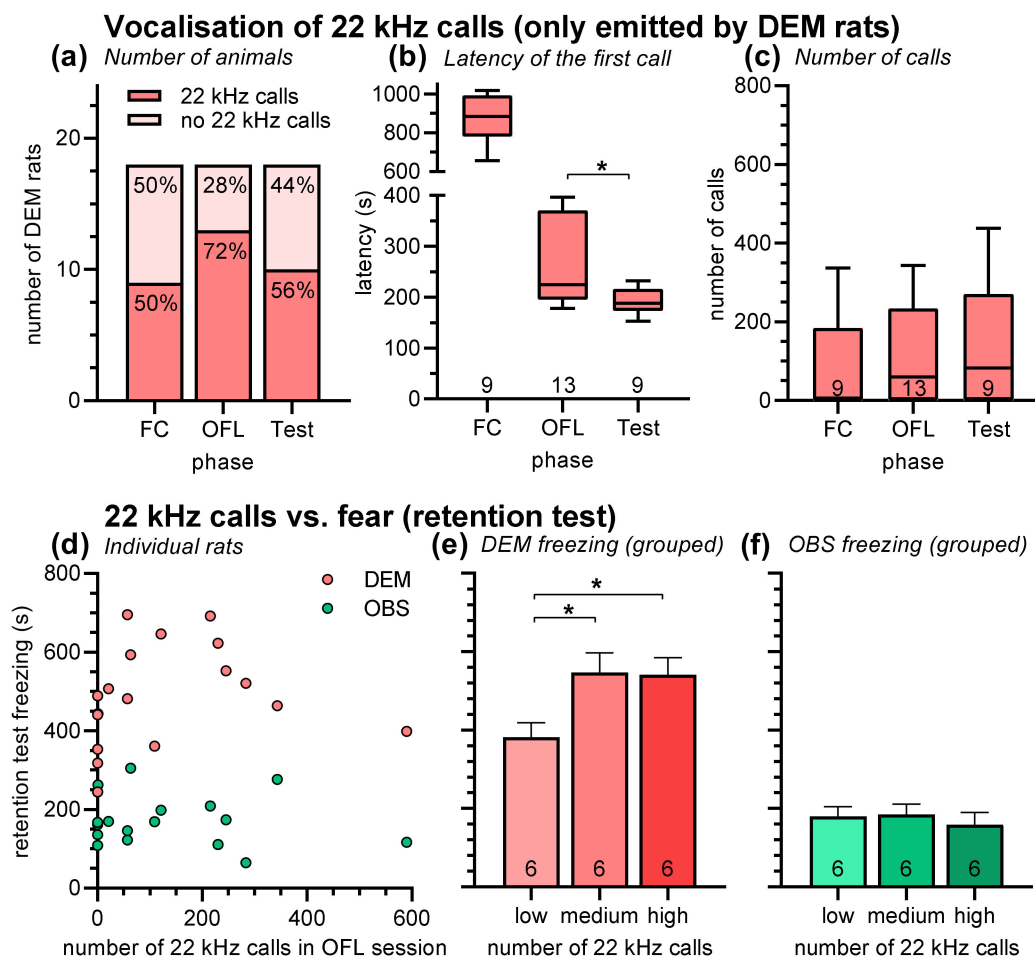 Vocalisation of 22 kHz calls (only emitted by DEM rats)
(a) Number of animals
22 kHz calls
no 22 kHz calls
20
10
0
number of DEM rats
50%
28%
44%
50%
72%
56%
FC OFL Test
phase
(b) Latency of the first call
1000
800
600
400
300
200
100
0
latency (s)
*
9 13 9
FC OFL Test
phase
(c) Number of calls
800
600
400
200
0
number of calls
9 13 9
FC OFL Test
phase
22 kHz calls vs. fear (retention test)
(d) Individual rats
DEM
OBS
800
600
400
200
0
retention test freezing (s)
0 200 400 600
number of 22 kHz calls in OFL session
(e) DEM freezing (grouped)
*
*
6 6 6
low medium high
number of 22 kHz calls
(f) OBS freezing (grouped)
6 6 6
low medium high
number of 22 kHz calls